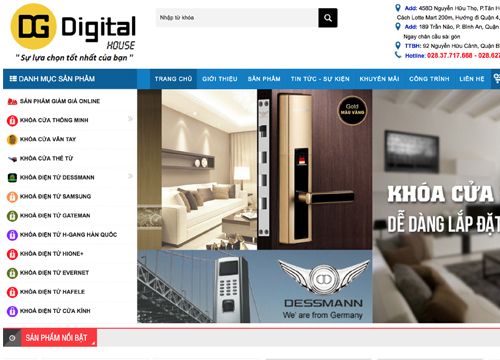 DG Digital
HOUSE
" Sự lựa chọn tốt nhất của bạn "
Nhập từ khóa
Add: 458D Nguyễn Hữu Thọ, P.Tân H
Cách Lotte Mart 200m, Hướng đi Quận 4,
Add: 189 Trần Não, P. Bình An, Quận
Ngay chân cầu sài gòn
TTBH: 92 Nguyễn Hữu Cảnh, Quận B
Hotline: 028.37.717.668 - 028.627
DANH MỤC SẢN PHẨM
TRANG CHỦ GIỚI THIỆU SẢN PHẨM TIN TỨC - SỰ KIỆN KHUYẾN MÃI CÔNG TRÌNH LIÊN HỆ
SẢN PHẨM GIẢM GIÁ ONLINE
KHÓA CỬA THÔNG MINH
KHÓA CỬA VÂN TAY
KHÓA CỬA THẺ TỪ
KHÓA ĐIỆN TỬ DESSMANN
KHÓA ĐIỆN TỬ SAMSUNG
KHÓA ĐIỆN TỬ GATEMAN
KHÓA ĐIỆN TỬ H-GANG HÀN QUỐC
KHÓA ĐIỆN TỬ HIONE+
KHÓA ĐIỆN TỬ EVERNET
KHÓA ĐIỆN TỬ HAFELE
KHÓA ĐIỆN TỬ CỬA KÍNH
Gold
MÀU VÀNG
KHÓA CỬA
DỄ DÀNG LẮP ĐẶT
DESSMANN
We' are from Germany
SẢN PHẨM NỔI BẬT